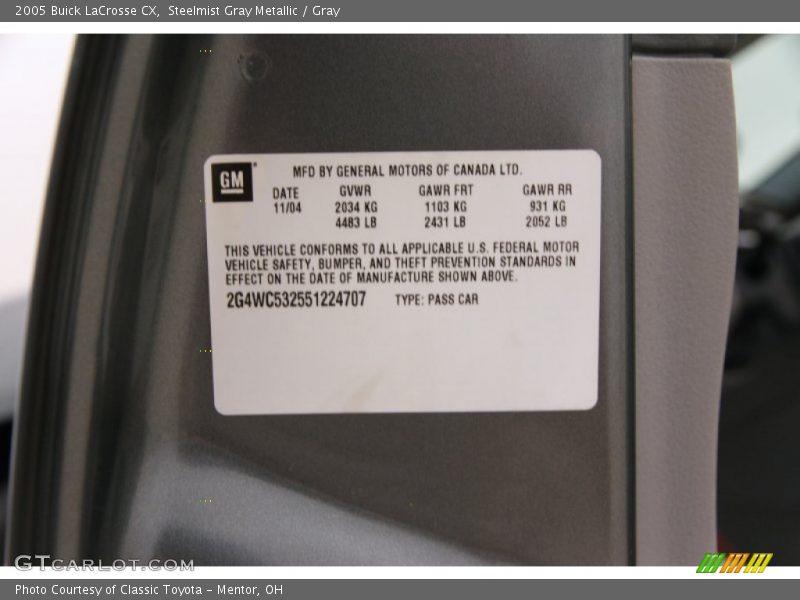 2005 Buick LaCrosse CX, Steelmist Gray Metallic / Gray
GM
MFD BY GENERAL MOTORS OF CANADA LTD.
DATE GVWR GAWR FRT GAWR RR
11/04 2034 KG 1103 KG 931 KG
4483 LB 2431 LB 2052 LB
THIS VEHICLE CONFORMS TO ALL APPLICABLE U.S. FEDERAL MOTOR
VEHICLE SAFETY, BUMPER, AND THEFT PREVENTION STANDARDS IN
EFFECT ON THE DATE OF MANUFACTURE SHOWN ABOVE.
2G4WC532551224707 TYPE: PASS CAR
GTCARLOT.COM
Photo Courtesy of Classic Toyota - Mentor, OH